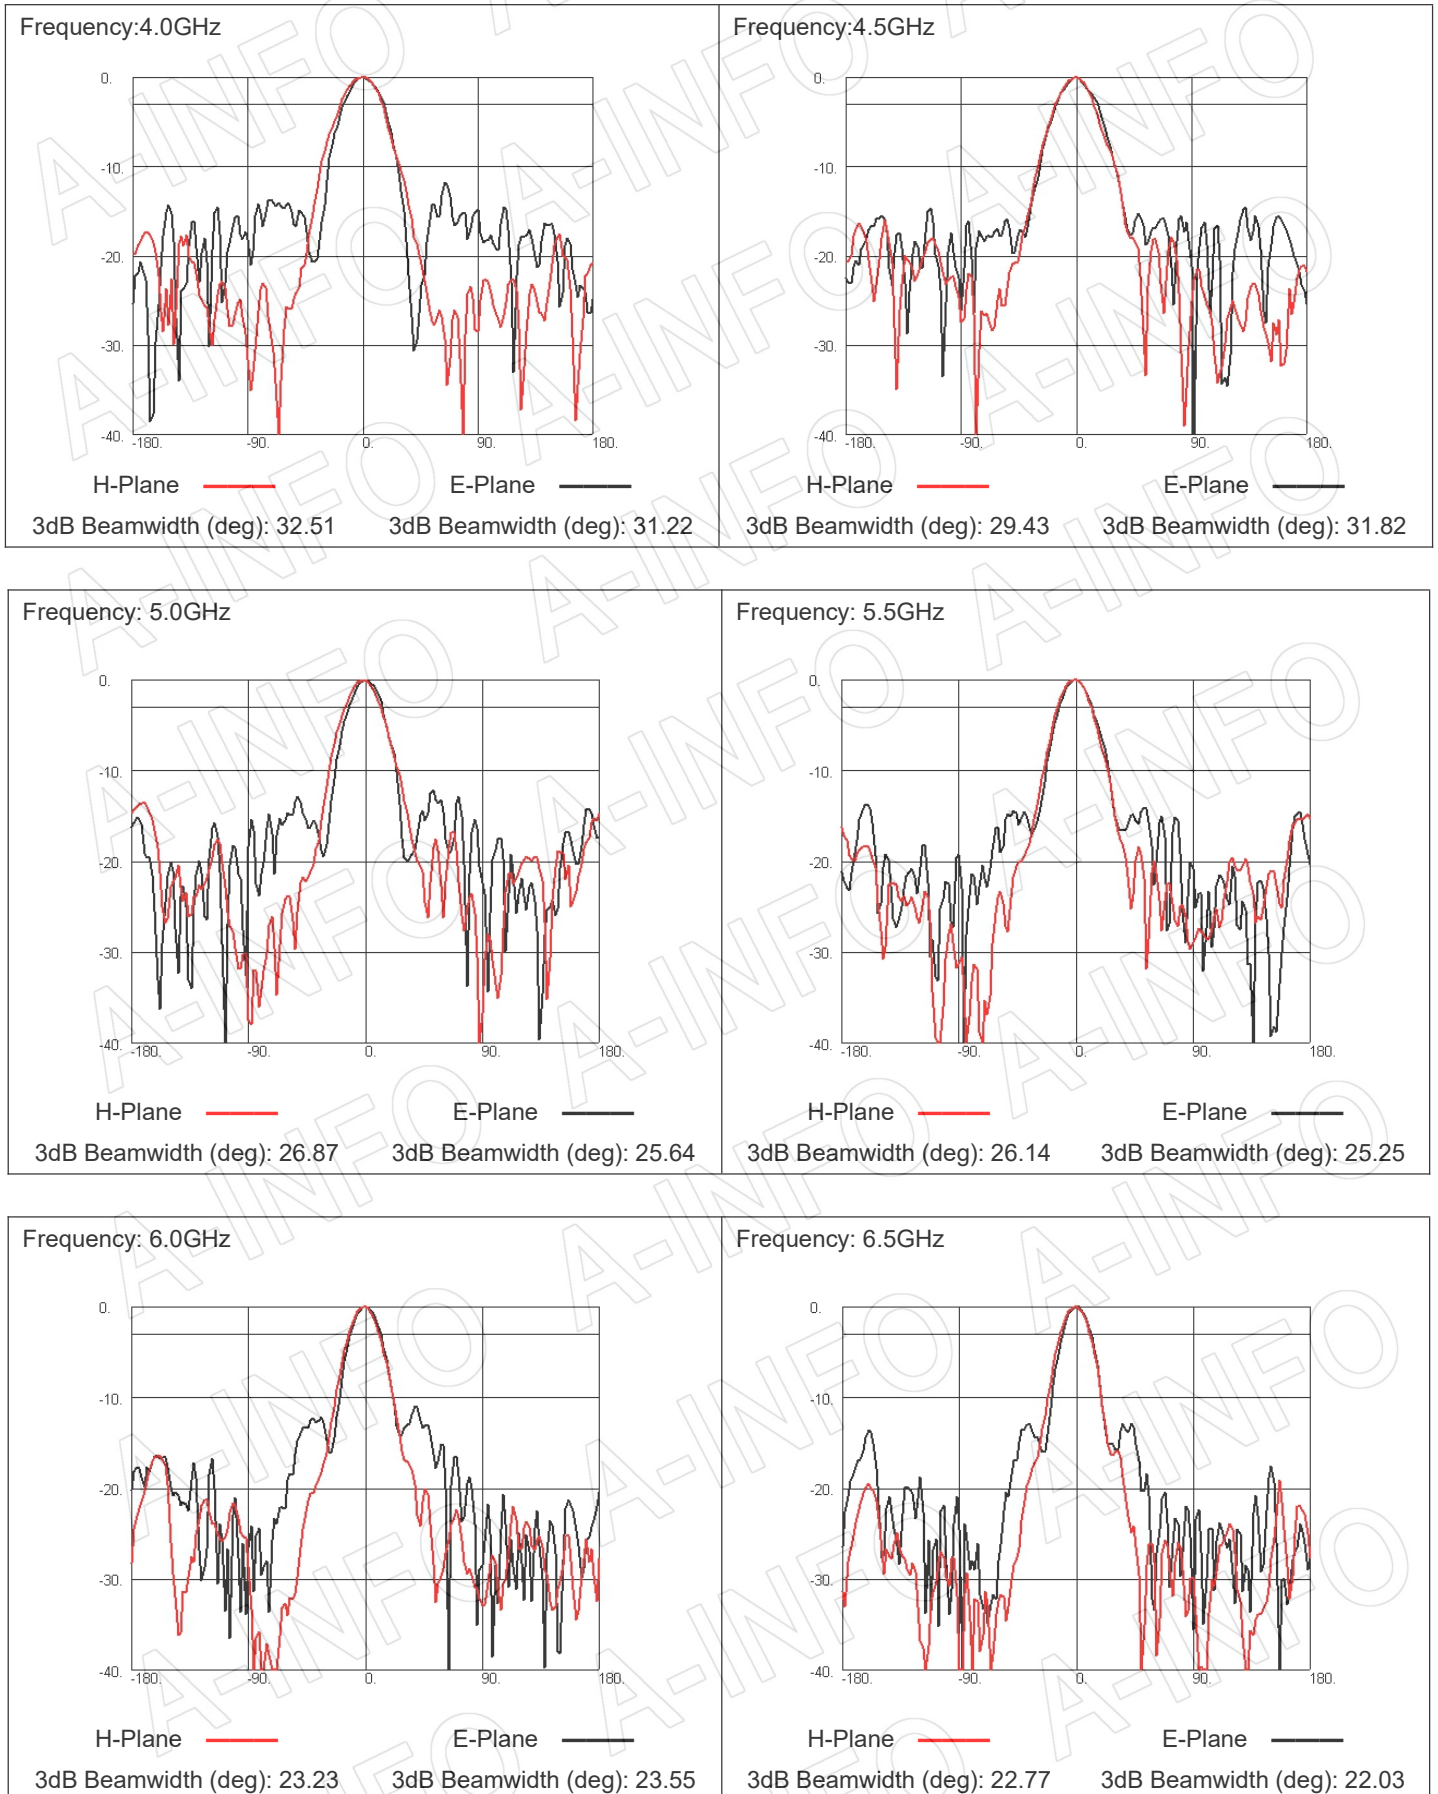 Frequency:4.0GHz
0.
-10.
-20.
-30.
-40.
-180. -90. 0. 90. 180.
H-Plane E-Plane
3dB Beamwidth (deg): 32.51 3dB Beamwidth (deg): 31.22
Frequency:4.5GHz
0.
-10.
-20.
-30.
-40.
-180. -90. 0. 90. 180.
H-Plane E-Plane
3dB Beamwidth (deg): 29.43 3dB Beamwidth (deg): 31.82
Frequency: 5.0GHz
0.
-10.
-20.
-30.
-40.
-180. -90. 0. 90. 180.
H-Plane E-Plane
3dB Beamwidth (deg): 26.87 3dB Beamwidth (deg): 25.64
Frequency: 5.5GHz
0.
-10.
-20.
-30.
-40.
-180. -90. 0. 90. 180.
H-Plane E-Plane
3dB Beamwidth (deg): 26.14 3dB Beamwidth (deg): 25.25
Frequency: 6.0GHz
0.
-10.
-20.
-30.
-40.
-180. -90. 0. 90. 180.
H-Plane E-Plane
3dB Beamwidth (deg): 23.23 3dB Beamwidth (deg): 23.55
Frequency: 6.5GHz
0.
-10.
-20.
-30.
-40.
-180. -90. 0. 90. 180.
H-Plane E-Plane
3dB Beamwidth (deg): 22.77 3dB Beamwidth (deg): 22.03
A-INFO